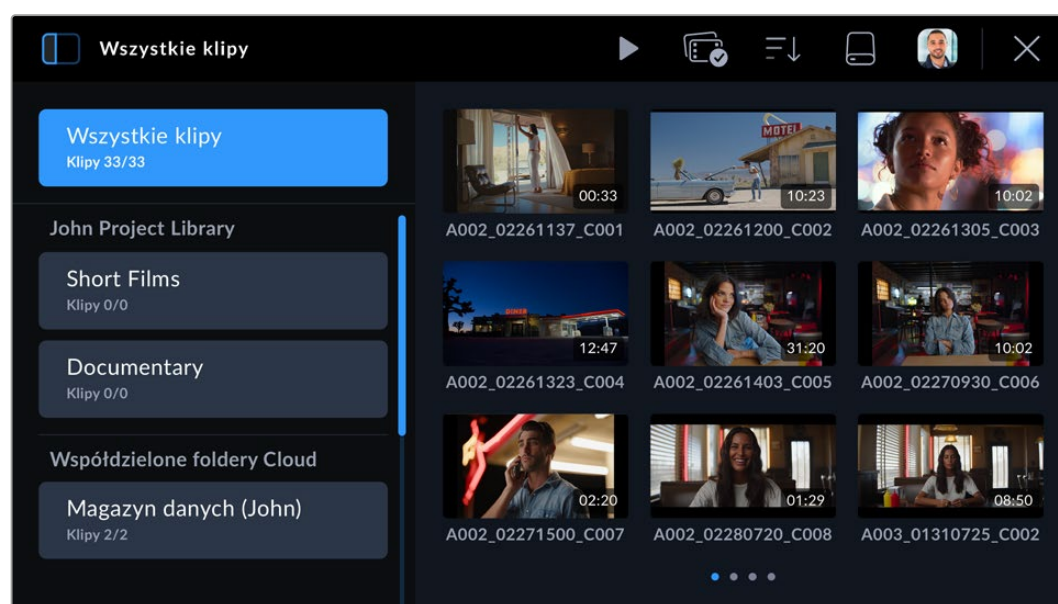 Wszystkie klipy
Wszystkie klipy
Klipy 33/33
John Project Library
Short Films
Klipy 0/0
Documentary
Klipy 0/0
Współdzielone foldery Cloud
Magazyn danych (John)
Klipy 2/2
00:33
MOTEL
10:23
10:02
A002_02261137_C001
A002_02261200_C002
A002_02261305_C003
DINER
12:47
31:20
10:02
A002_02261323_C004
A002_02261403_C005
A002_02270930_C006
02:20
01:29
08:50
A002_02271500_C007
A002_02280720_C008
A003_01310725_C002